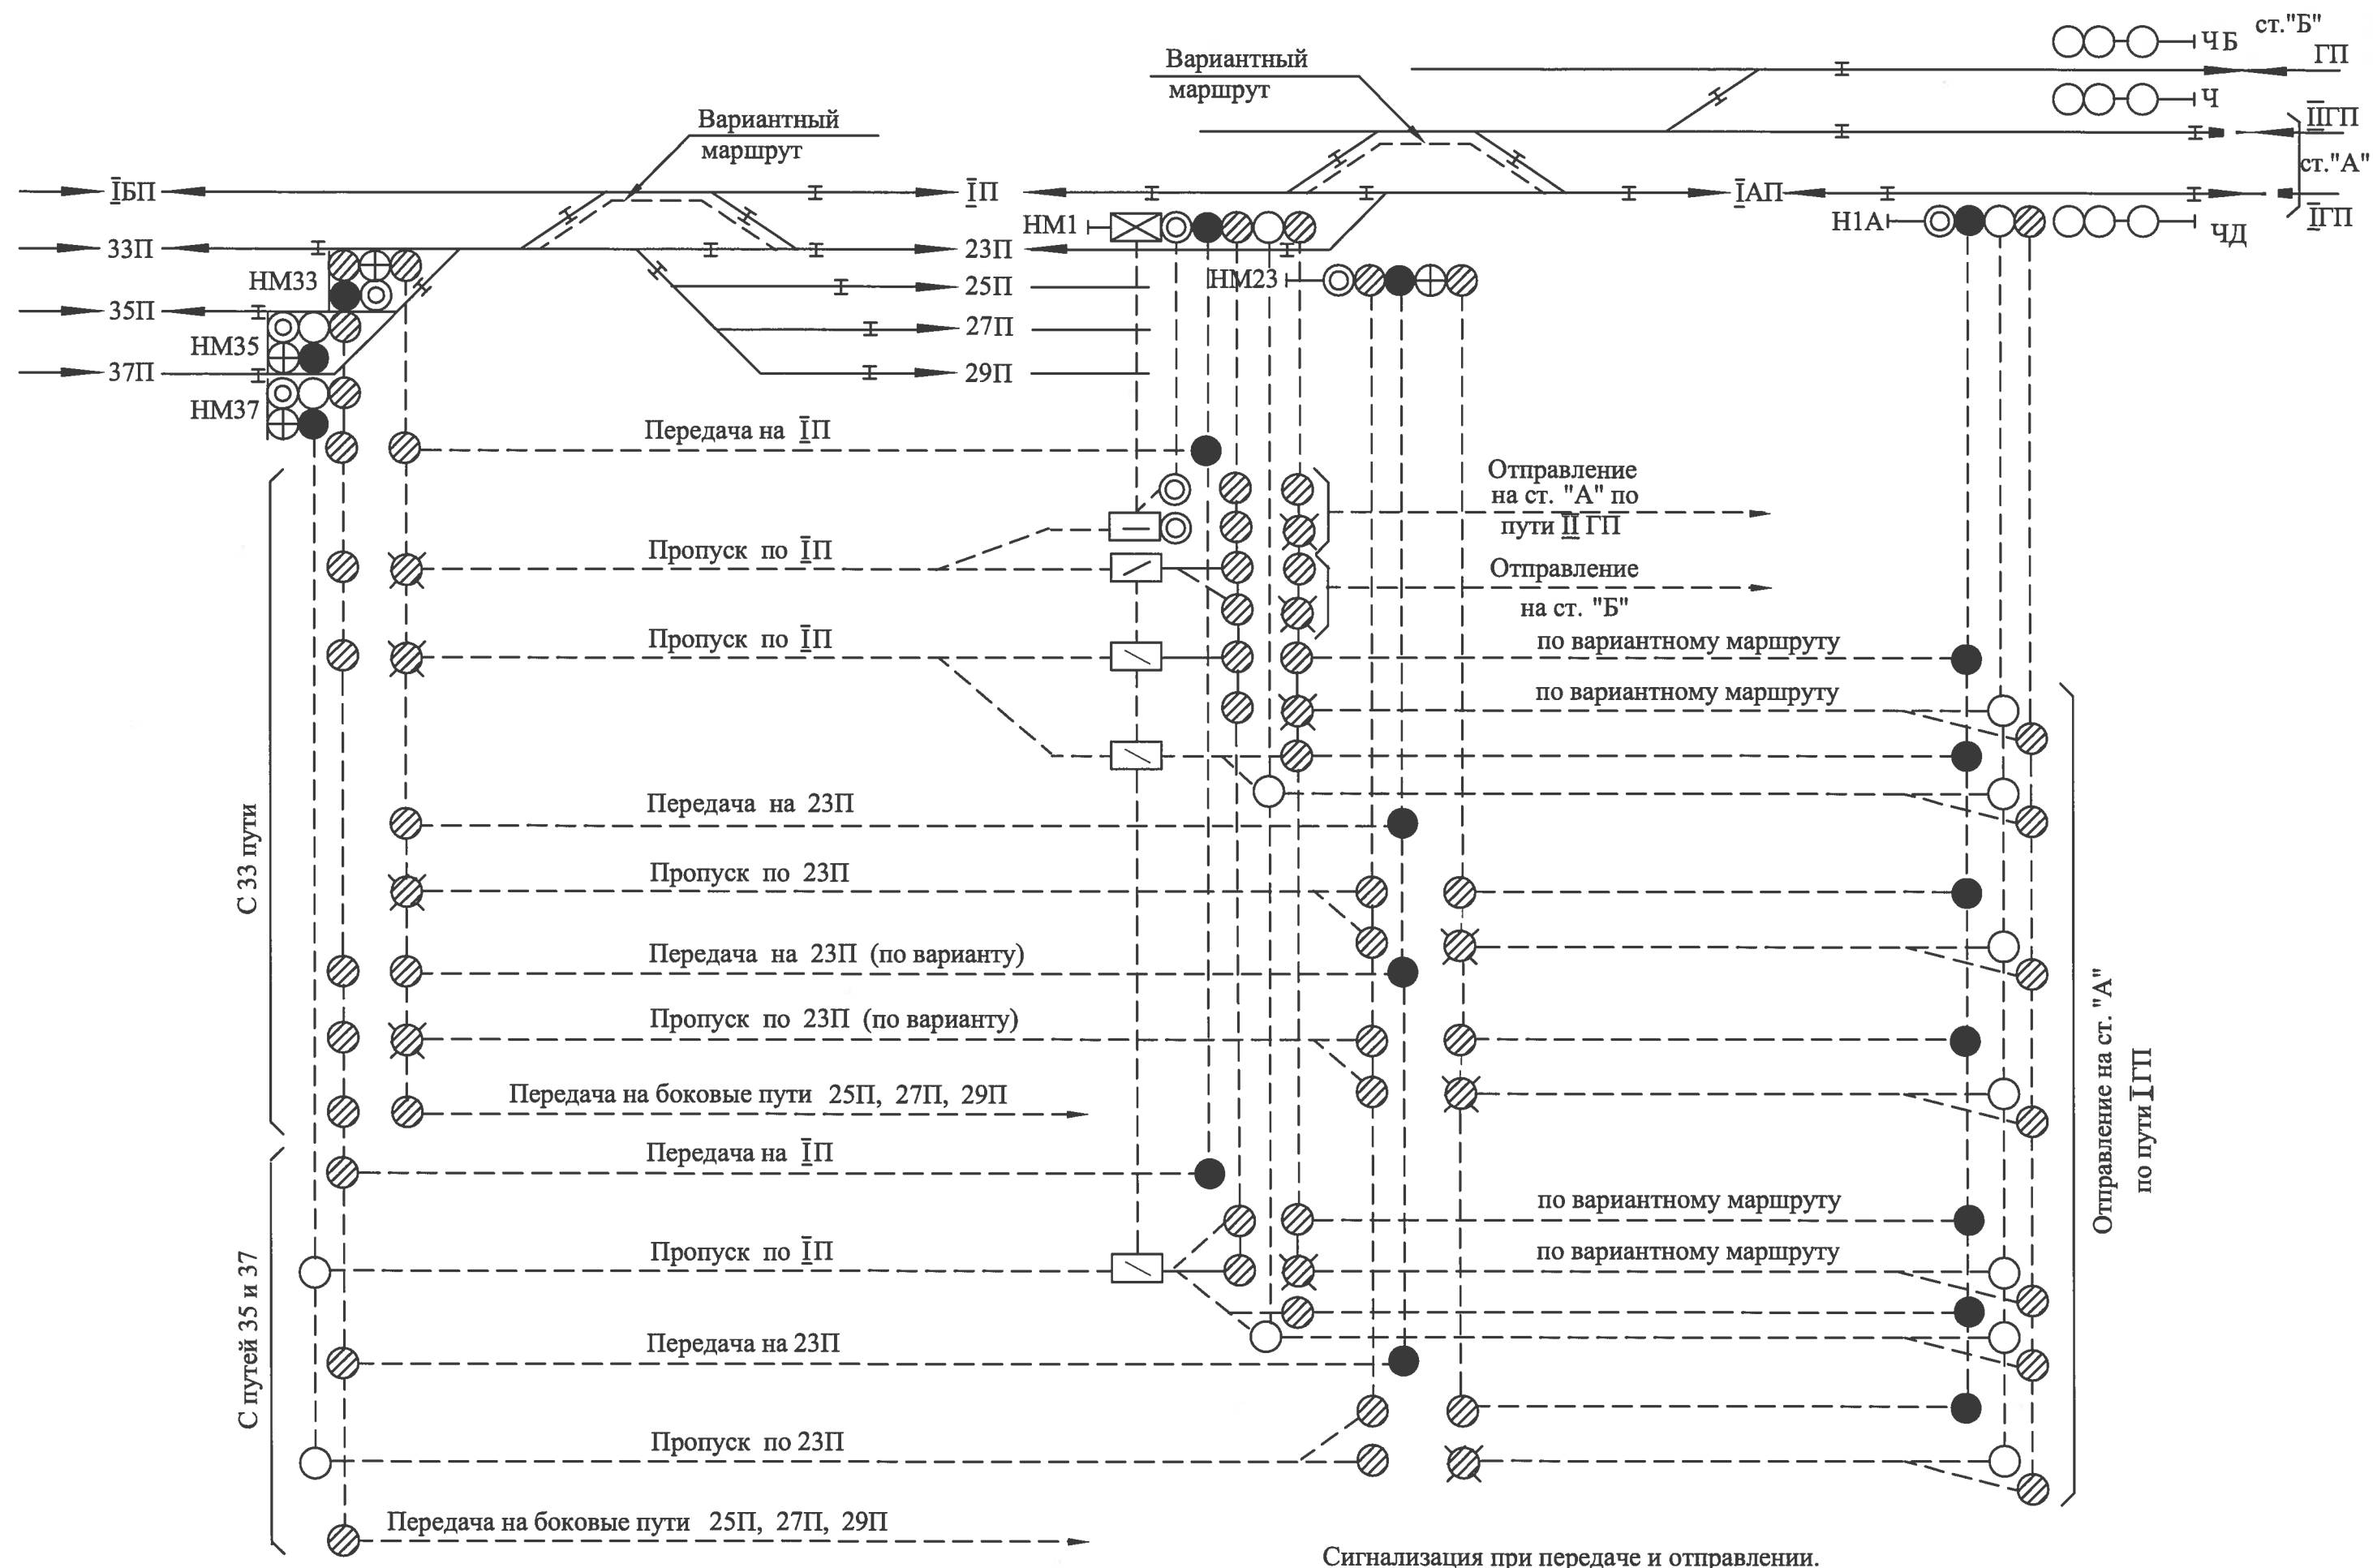 ст."Б"
ЧБ
ГП
Ч
Вариантный
маршрут
Вариантный
маршрут
IIГП
ст."А"
IГП
ЧД
IБП
IП
IАП
НМ1
Н1А
33П
23П
НМ33
НМ23
25П
35П
27П
НМ35
37П
29П
НМ37
Передача на IП
Отправление
на ст. "А" по
пути II ГП
Пропуск по IП
Отправление
на ст. "Б"
Пропуск по IП
по вариантному маршруту
по вариантному маршруту
С 33 пути
Передача на 23П
Пропуск по 23П
Передача на 23П (по варианту)
Пропуск по 23П (по варианту)
Передача на боковые пути 25П, 27П, 29П
Отправление на ст. "А"
по пути I ГП
С путей 35 и 37
Передача на IП
по вариантному маршруту
Пропуск по IП
по вариантному маршруту
Передача на 23П
Пропуск по 23П
Передача на боковые пути 25П, 27П, 29П
Сигнализация при передаче и отправлении.